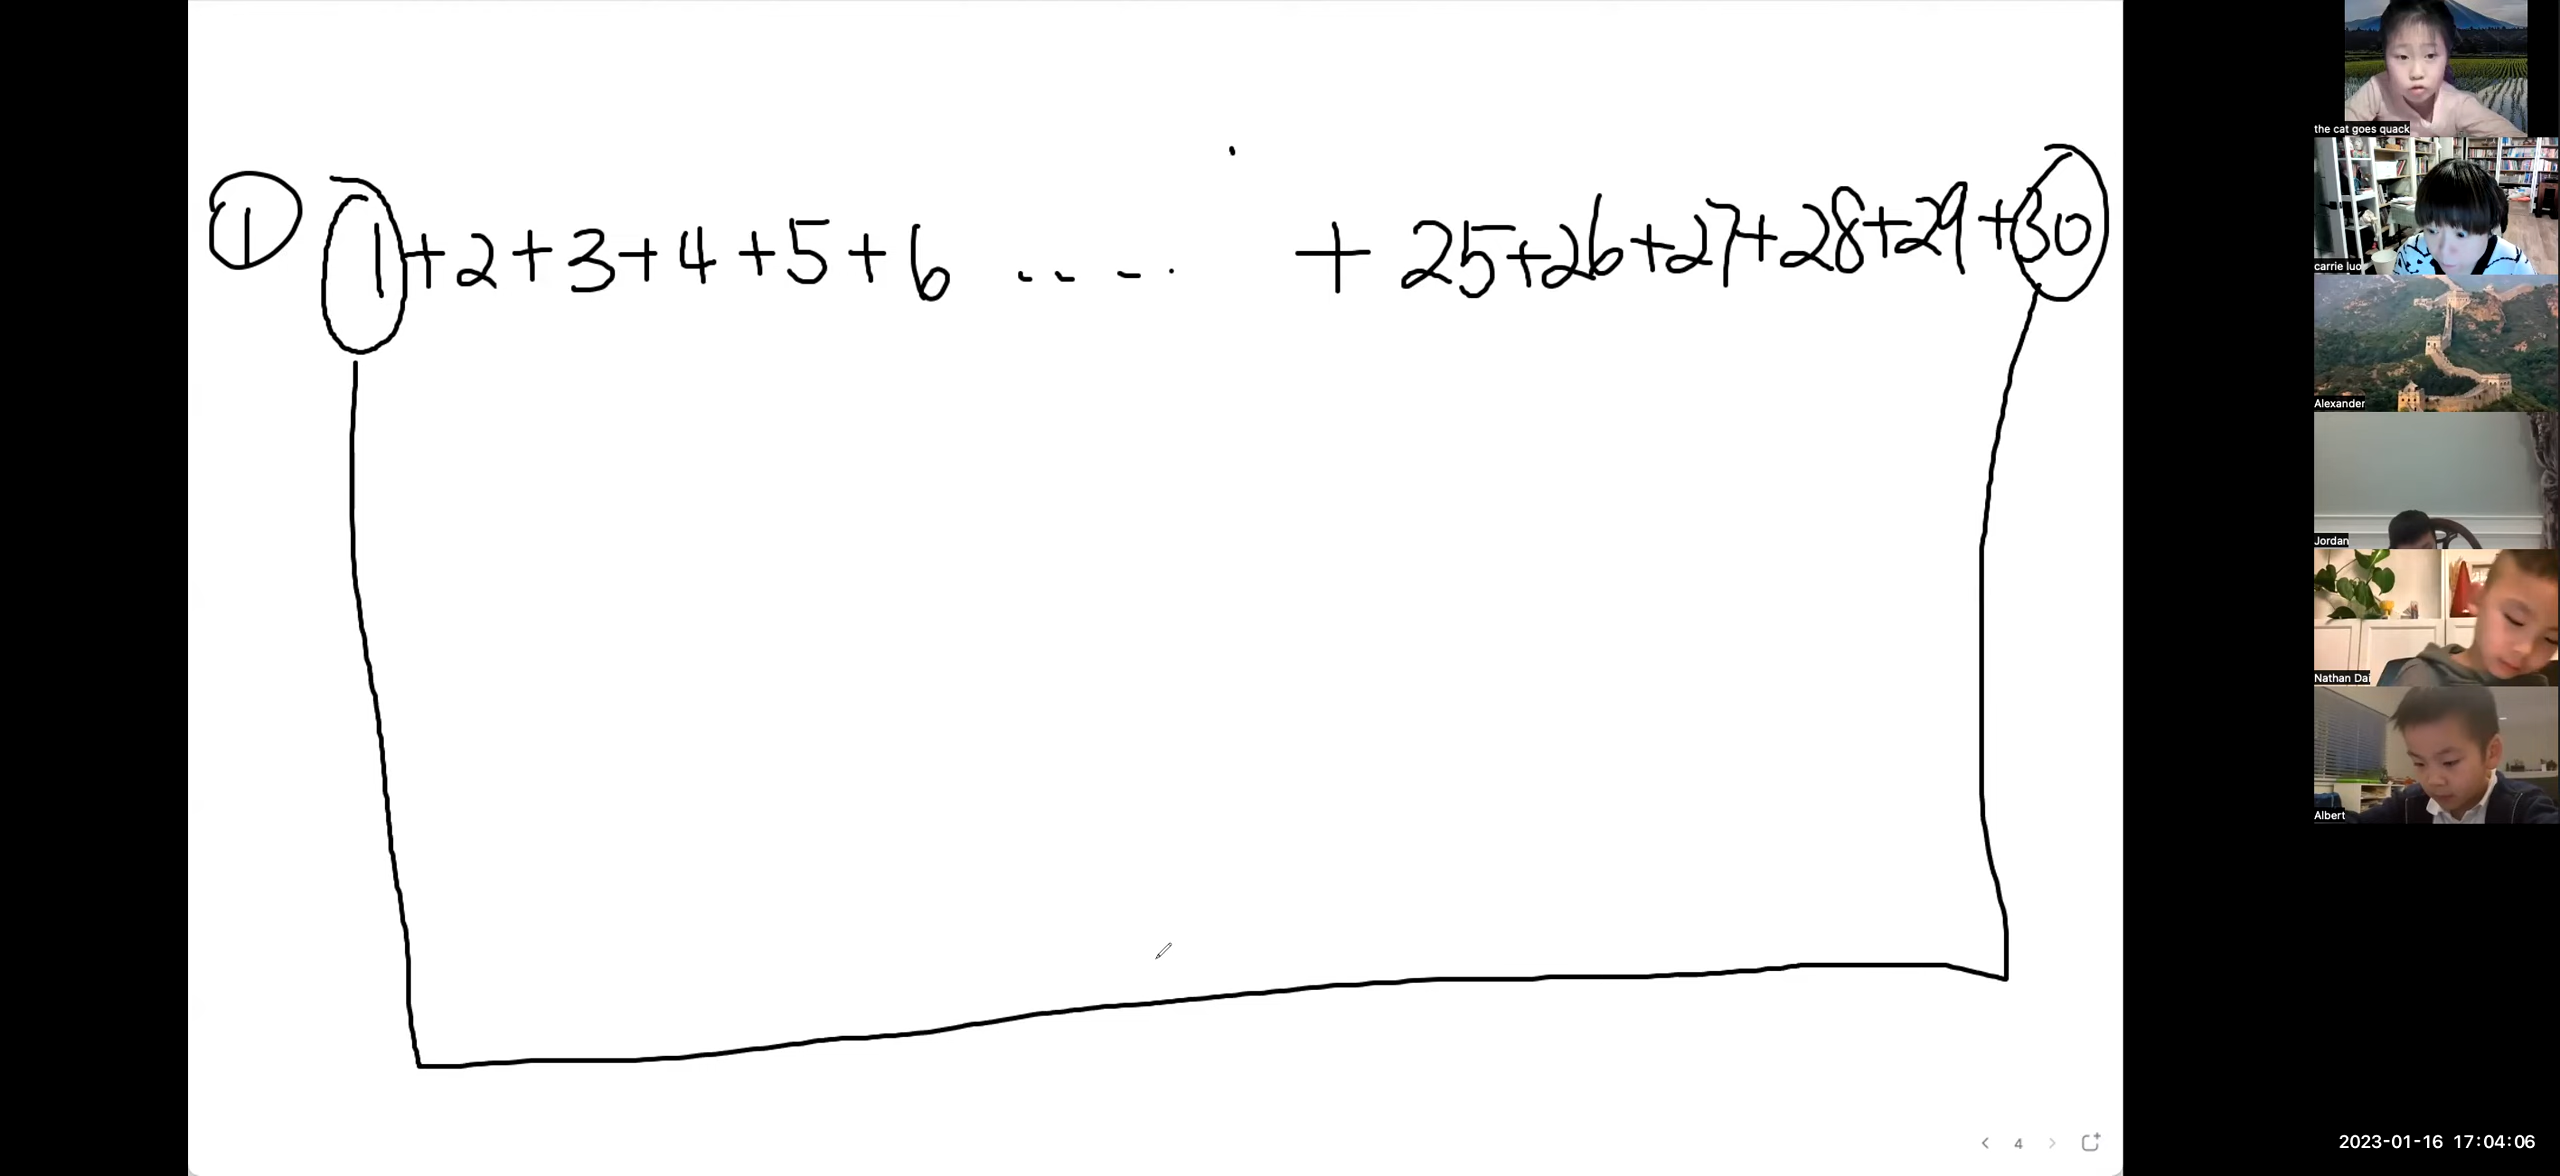 ① 1+2+3+4+5+6 ..... + 25+26+27+28+29+30
the cat goes quack
carrie luo
Alexander
Jordan
Nathan Dai
Albert
4
2023-01-16 17:04:06